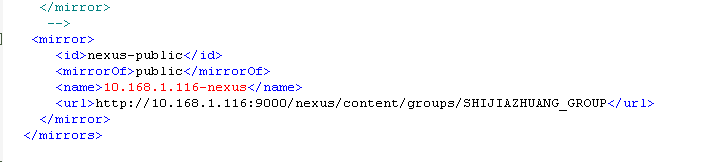 </mirror>
-->
<mirror>
<id>nexus-public</id>
<mirrorOf>public</mirrorOf>
<name>10.168.1.116-nexus</name>
<url>http://10.168.1.116:9000/nexus/content/groups/SHIJIAZHUANG_GROUP</url>
</mirror>
</mirrors>